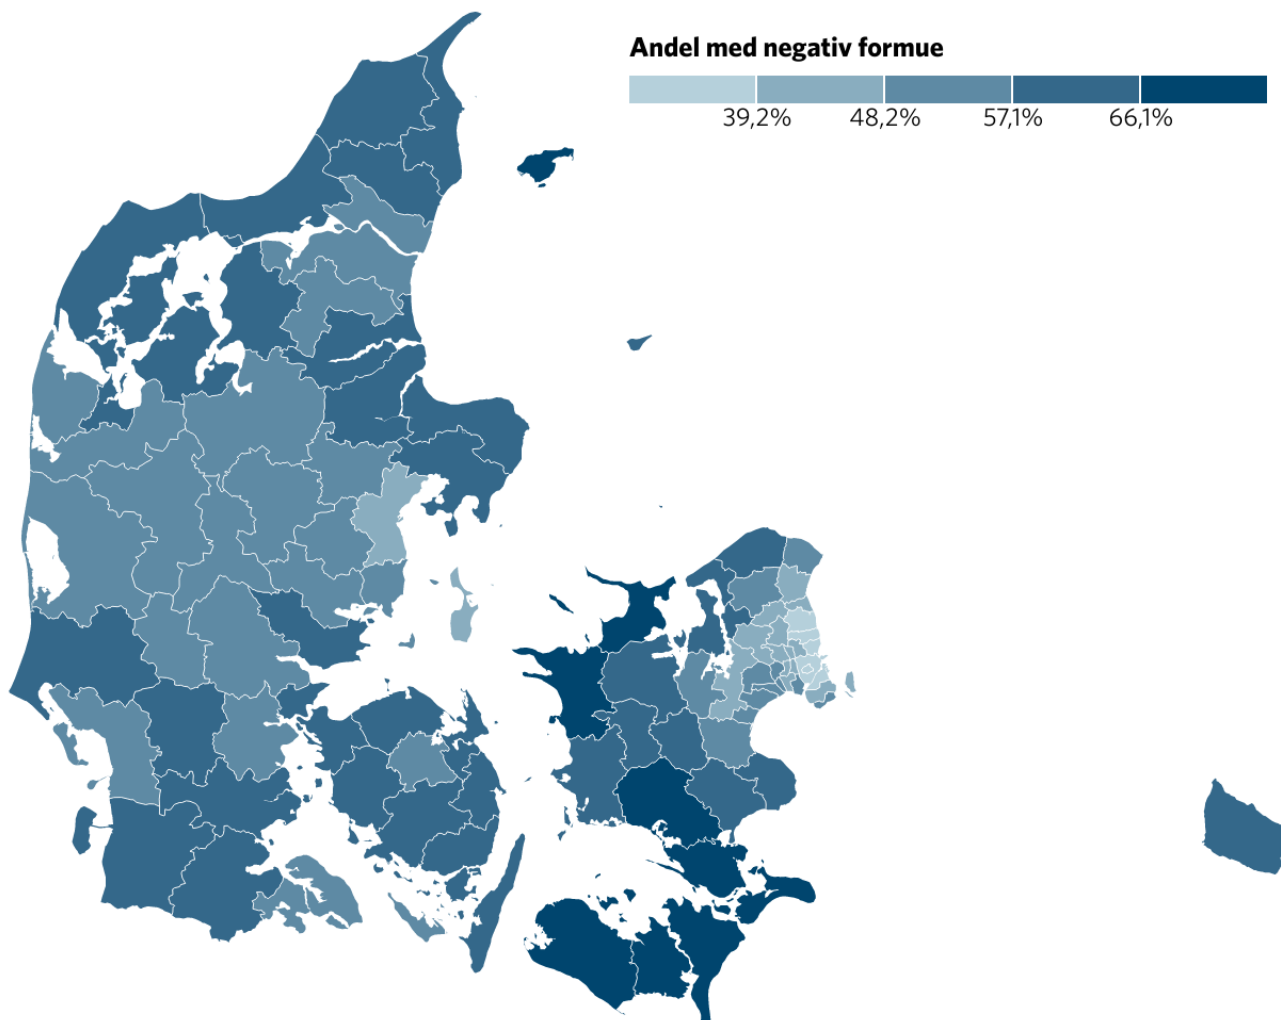 Andel med negativ formue
39,2% 48,2% 57,1% 66,1%